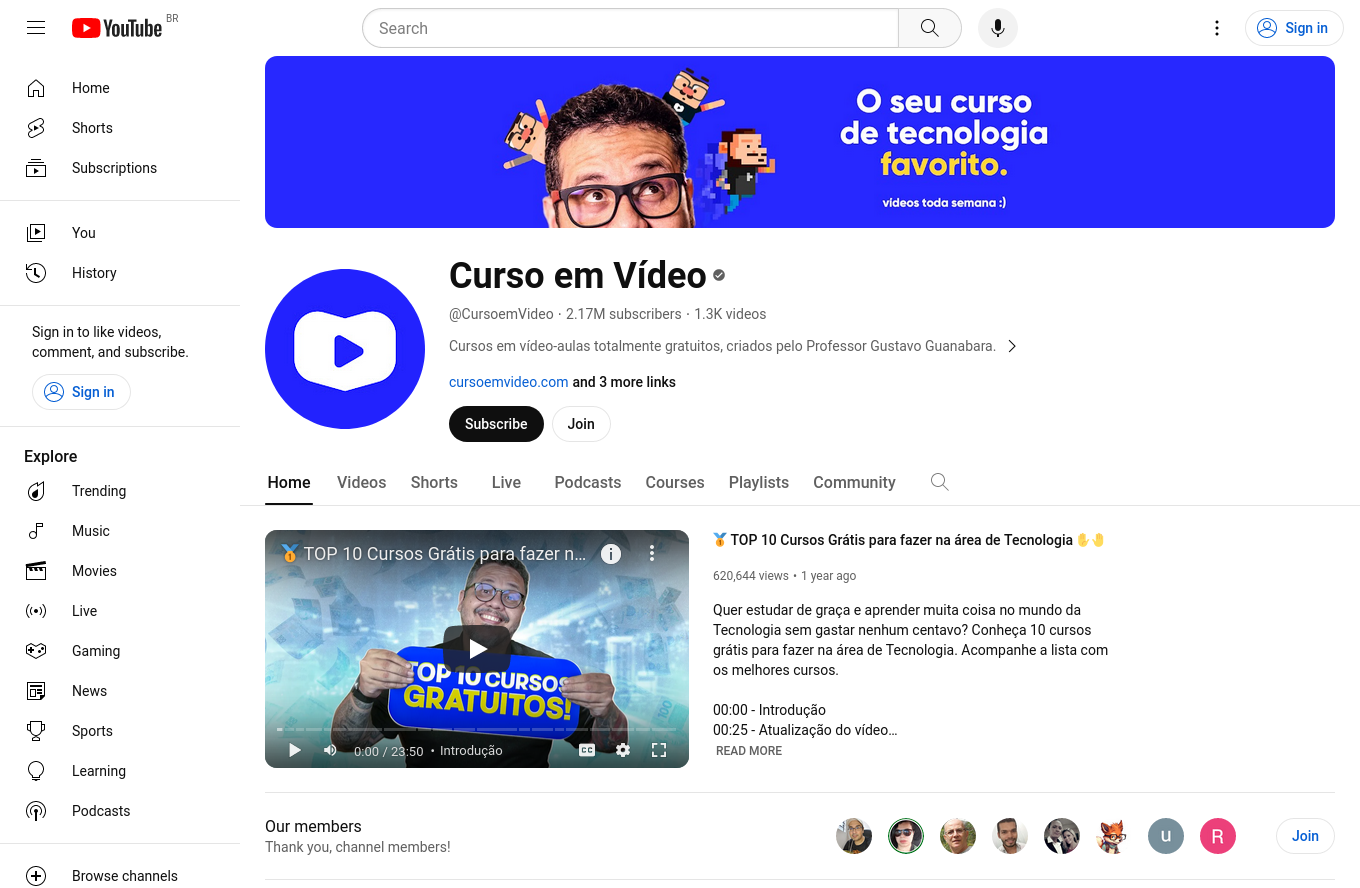 YouTube BR
Search
Sign in
Home
Shorts
Subscriptions
You
History
Sign in to like videos,
comment, and subscribe.
Sign in
Explore
Trending
Music
Movies
Live
Gaming
News
Sports
Learning
Podcasts
Browse channels
O seu curso
de tecnologia
favorito.
vídeos toda semana :)
Curso em Vídeo
@CursoemVideo · 2.17M subscribers · 1.3K videos
Cursos em vídeo-aulas totalmente gratuitos, criados pelo Professor Gustavo Guanabara.
cursoemvideo.com and 3 more links
Subscribe Join
Home Videos Shorts Live Podcasts Courses Playlists Community
🥇 TOP 10 Cursos Grátis para fazer n...
TOP 10 CURSOS
GRATUITOS!
0:00 / 23:50 • Introdução
CC
🥇 TOP 10 Cursos Grátis para fazer na área de Tecnologia ✋🤚
620,644 views • 1 year ago
Quer estudar de graça e aprender muita coisa no mundo da
Tecnologia sem gastar nenhum centavo? Conheça 10 cursos
grátis para fazer na área de Tecnologia. Acompanhe a lista com
os melhores cursos.
00:00 - Introdução
00:25 - Atualização do vídeo…
READ MORE
Our members
Thank you, channel members!
u
R
Join